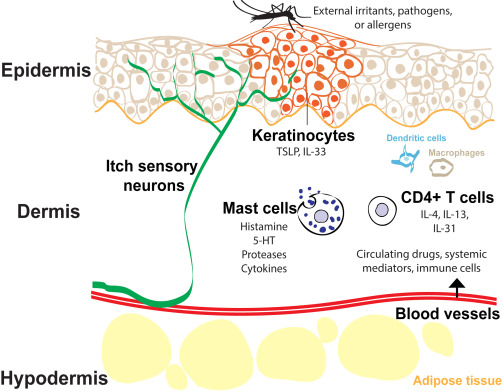 External irritants, pathogens,
or allergens
Epidermis
Keratinocytes
TSLP, IL-33
Dendritic cells
Macrophages
Itch sensory
neurons
Dermis
Mast cells
Histamine
5-HT
Proteases
Cytokines
CD4+ T cells
IL-4, IL-13,
IL-31
Circulating drugs, systemic
mediators, immune cells
Blood vessels
Hypodermis
Adipose tissue